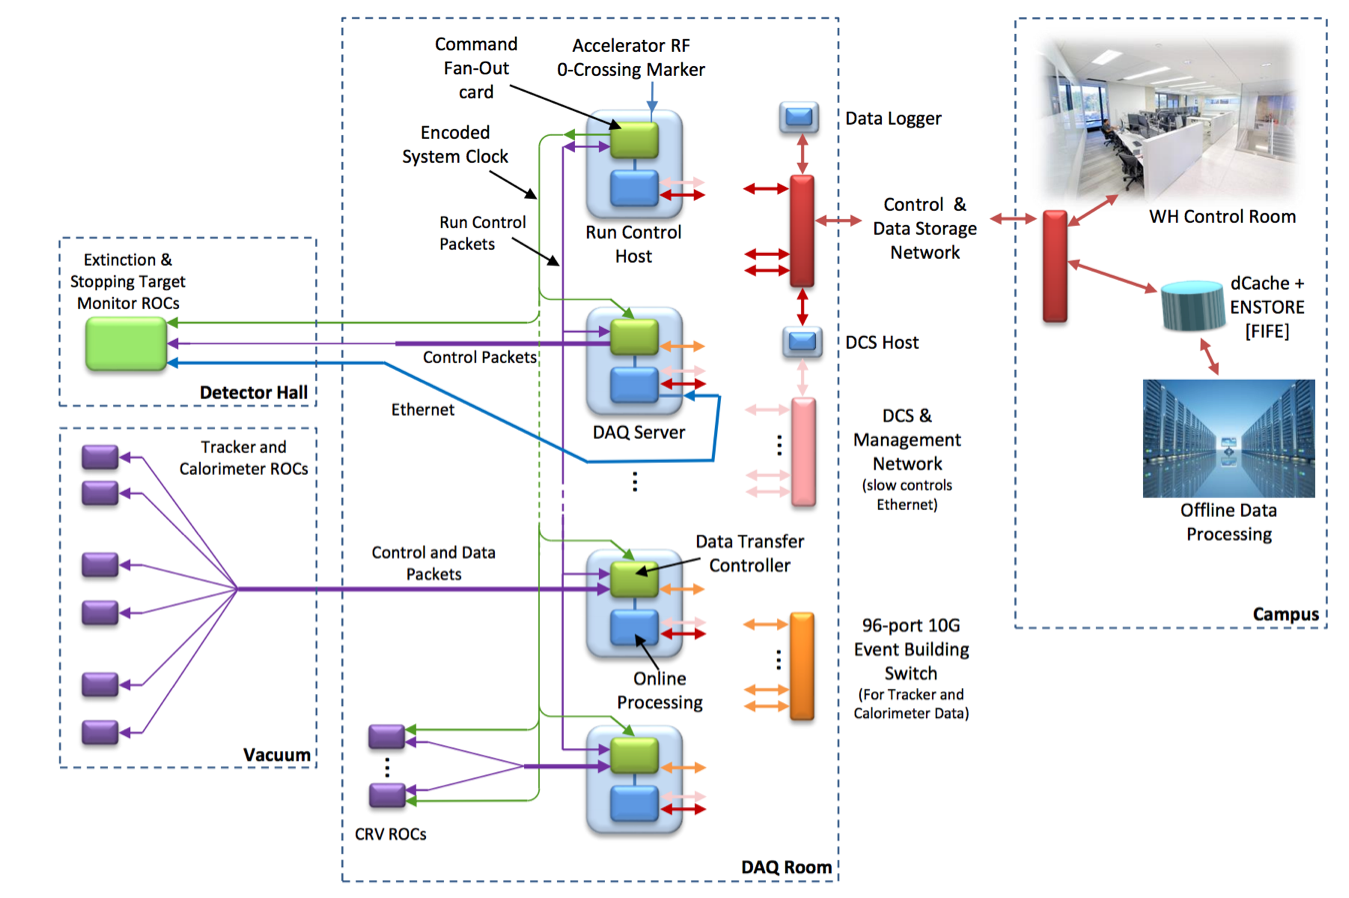 Command
Fan-Out
card
Accelerator RF
0-Crossing Marker
Encoded
System Clock
Run Control
Packets
Run Control
Host
Data Logger
Control &
Data Storage
Network
WH Control Room
dCache +
ENSTORE
[FIFE]
Offline Data
Processing
Campus
Extinction &
Stopping Target
Monitor ROCs
Detector Hall
Control Packets
Ethernet
DAQ Server
DCS Host
DCS &
Management
Network
(slow controls
Ethernet)
Tracker and
Calorimeter ROCs
Vacuum
Control and Data
Packets
Data Transfer
Controller
Online
Processing
96-port 10G
Event Building
Switch
(For Tracker and
Calorimeter Data)
CRV ROCs
DAQ Room